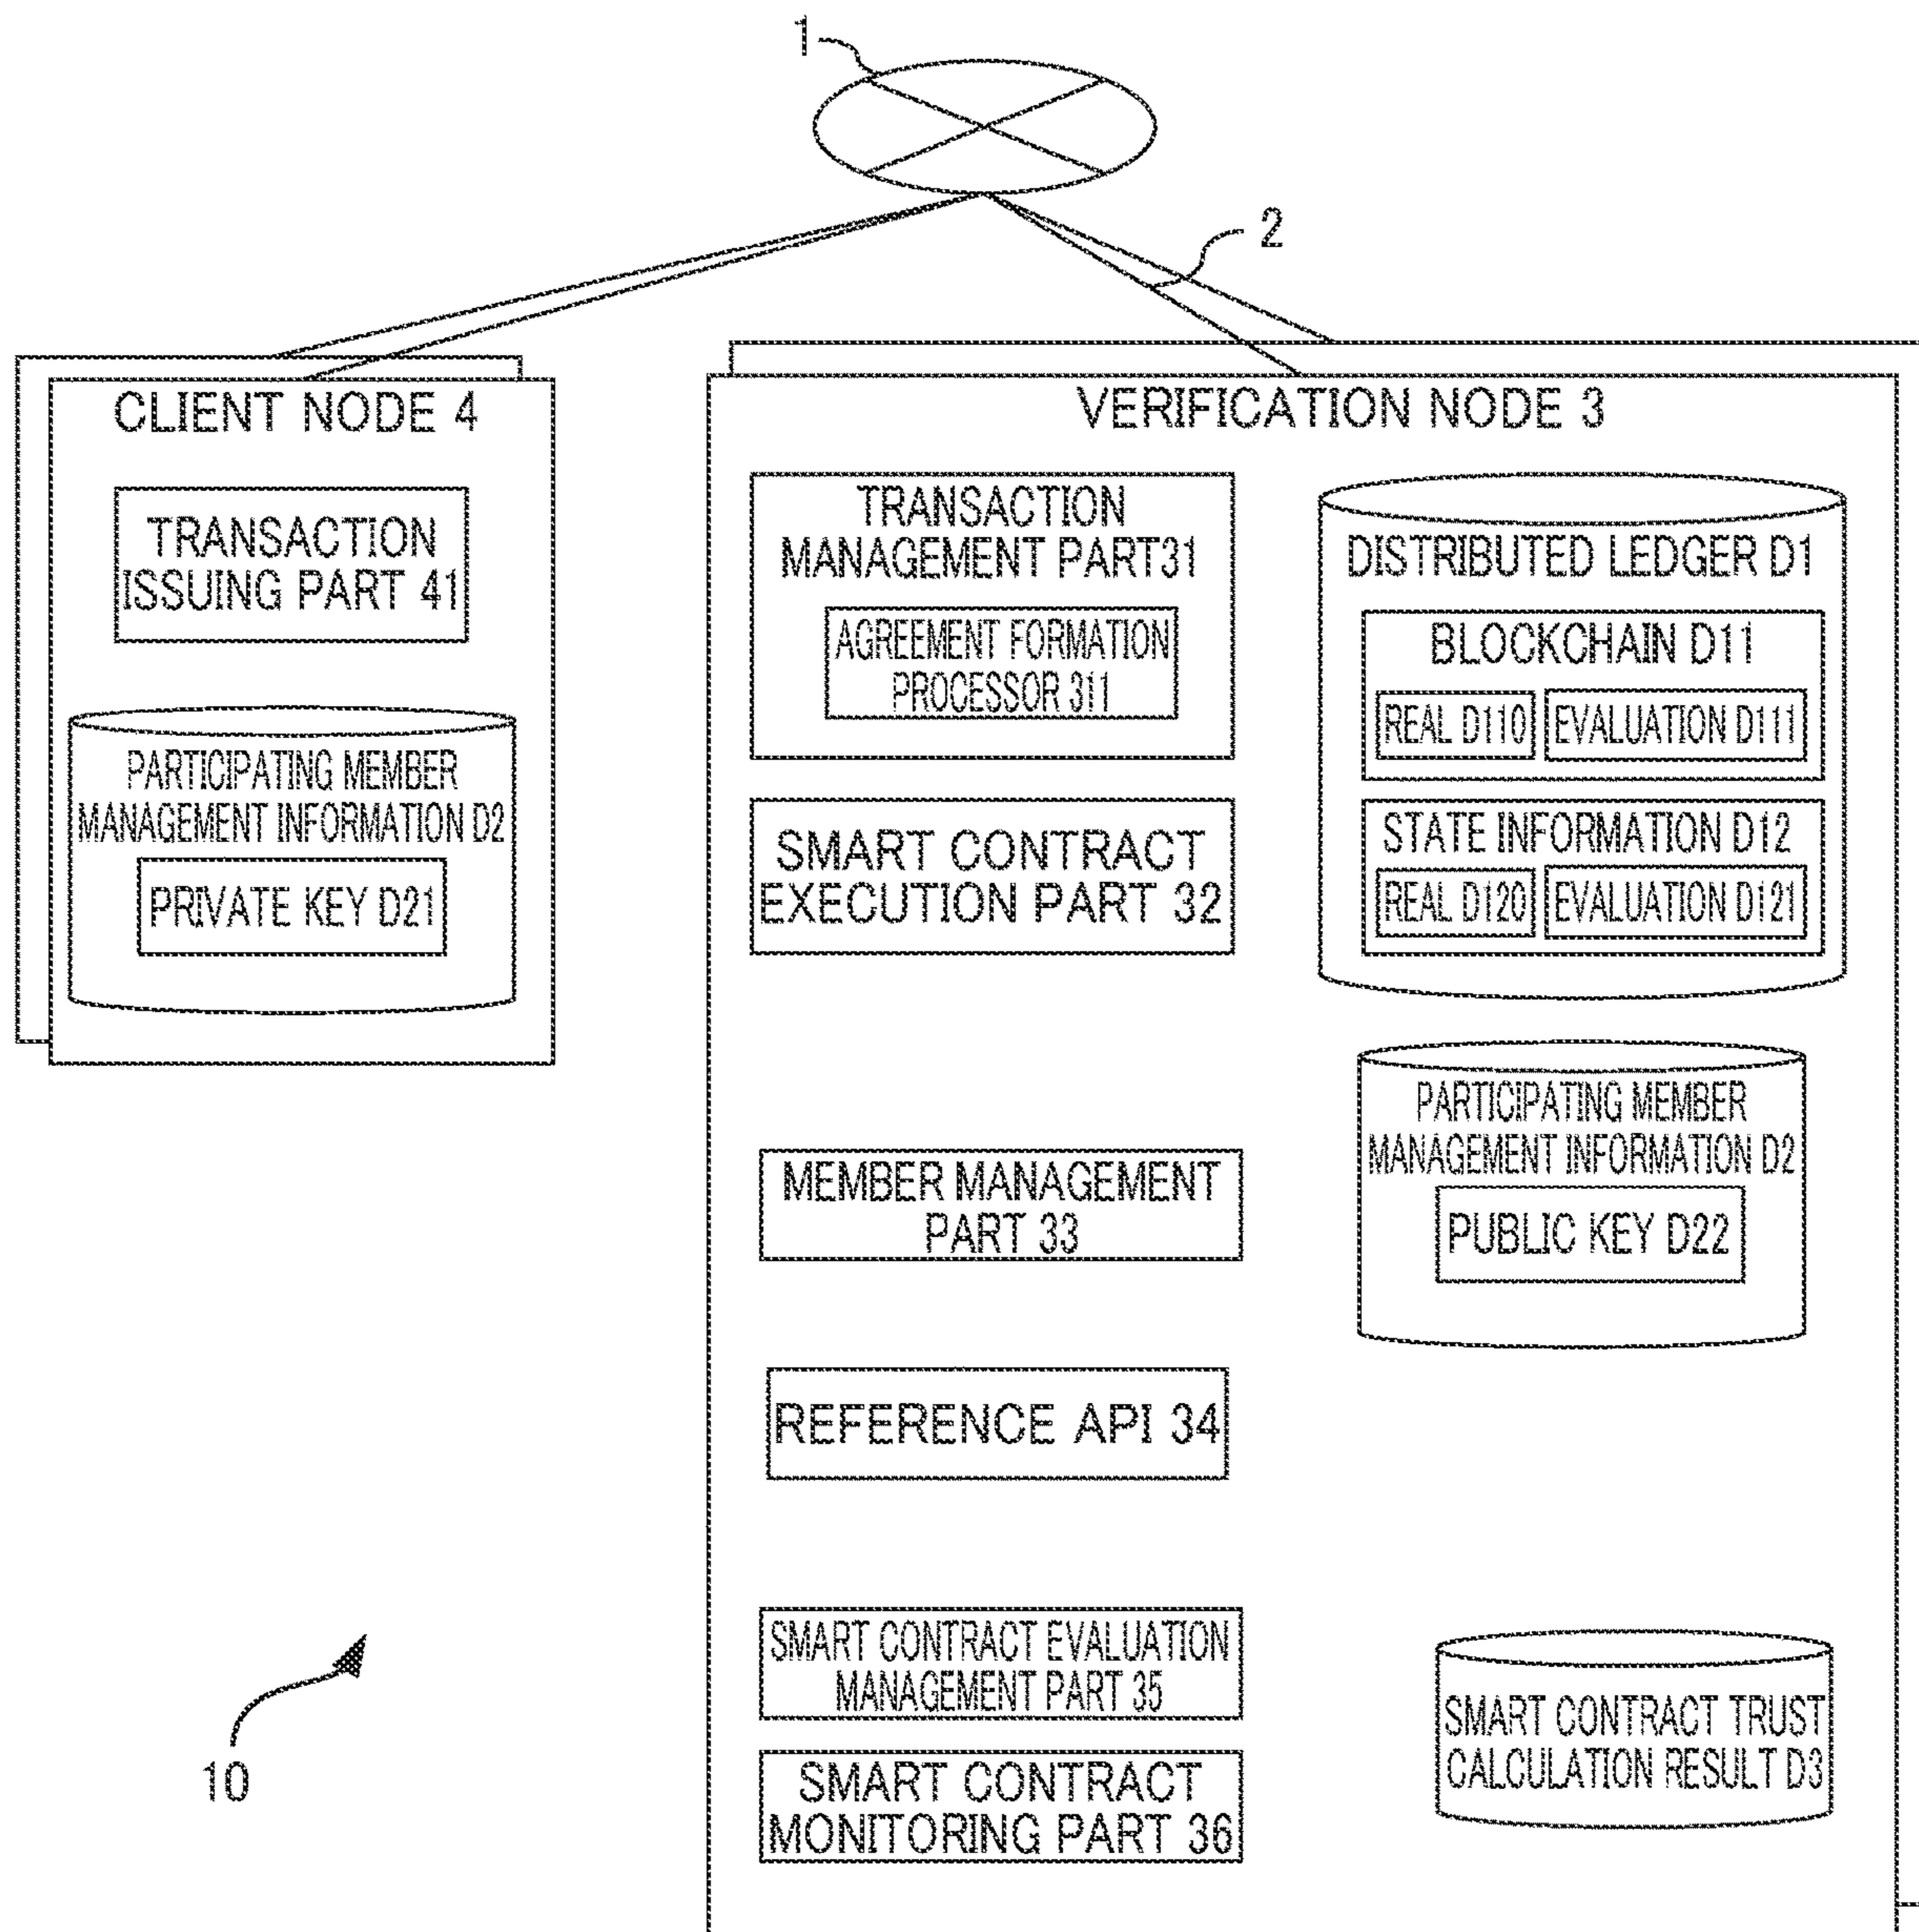 1
2
CLIENT NODE 4
TRANSACTION
ISSUING PART 41
PARTICIPATING MEMBER
MANAGEMENT INFORMATION D2
PRIVATE KEY D21
VERIFICATION NODE 3
TRANSACTION
MANAGEMENT PART31
AGREEMENT FORMATION
PROCESSOR 311
SMART CONTRACT
EXECUTION PART 32
MEMBER MANAGEMENT
PART 33
REFERENCE API 34
SMART CONTRACT EVALUATION
MANAGEMENT PART 35
SMART CONTRACT
MONITORING PART 36
DISTRIBUTED LEDGER D1
BLOCKCHAIN D11
REAL D110
EVALUATION D111
STATE INFORMATION D12
REAL D120
EVALUATION D121
PARTICIPATING MEMBER
MANAGEMENT INFORMATION D2
PUBLIC KEY D22
SMART CONTRACT TRUST
CALCULATION RESULT D3
10